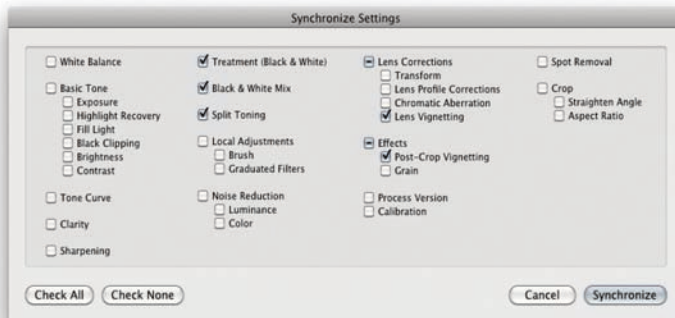 Synchronize Settings
White Balance
Basic Tone
Exposure
Highlight Recovery
Fill Light
Black Clipping
Brightness
Contrast
Tone Curve
Clarity
Sharpening
Treatment (Black & White)
Black & White Mix
Split Toning
Local Adjustments
Brush
Graduated Filters
Noise Reduction
Luminance
Color
Lens Corrections
Transform
Lens Profile Corrections
Chromatic Aberration
Lens Vignetting
Effects
Post-Crop Vignetting
Grain
Process Version
Calibration
Spot Removal
Crop
Straighten Angle
Aspect Ratio
Check All
Check None
Cancel
Synchronize